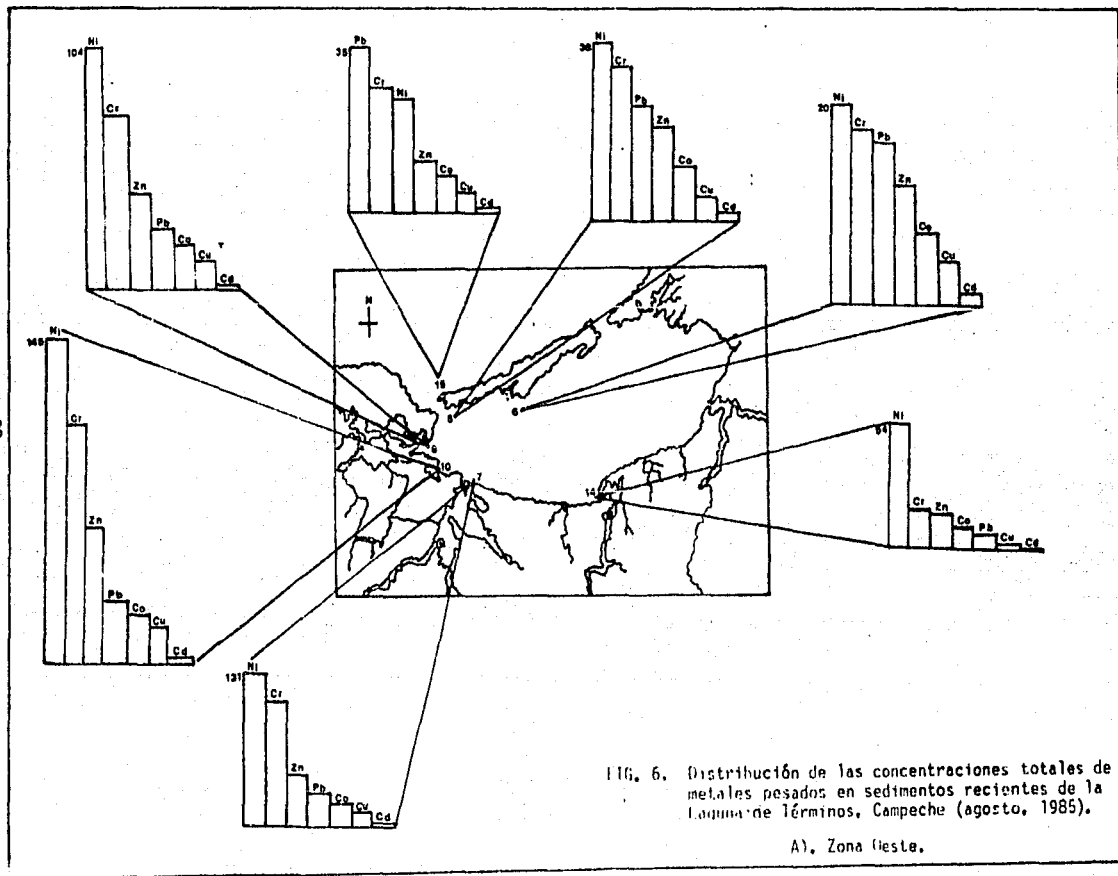 Ni
104
Cr
Zn
Pb
Co
Cu
Cd
Pb
35
Cr
Ni
Zn
Co
Cu
Cd
Ni
Cr
Pb
Zn
Co
Cu
Cd
Ni
20
Cr
Pb
Zn
Co
Cu
Cd
N
15
8
6
9
10
7
14
Ni
Cr
Zn
Pb
Co
Cu
Cd
Ni
Cr
Zn
Co
Pb
Cu
Cd
Ni
131
Cr
Zn
Pb
Co
Cu
Cd
FIG. 6. Distribución de las concentraciones totales de
metales pesados en sedimentos recientes de la
Laguna de Términos, Campeche (agosto, 1985).
A). Zona Oeste.